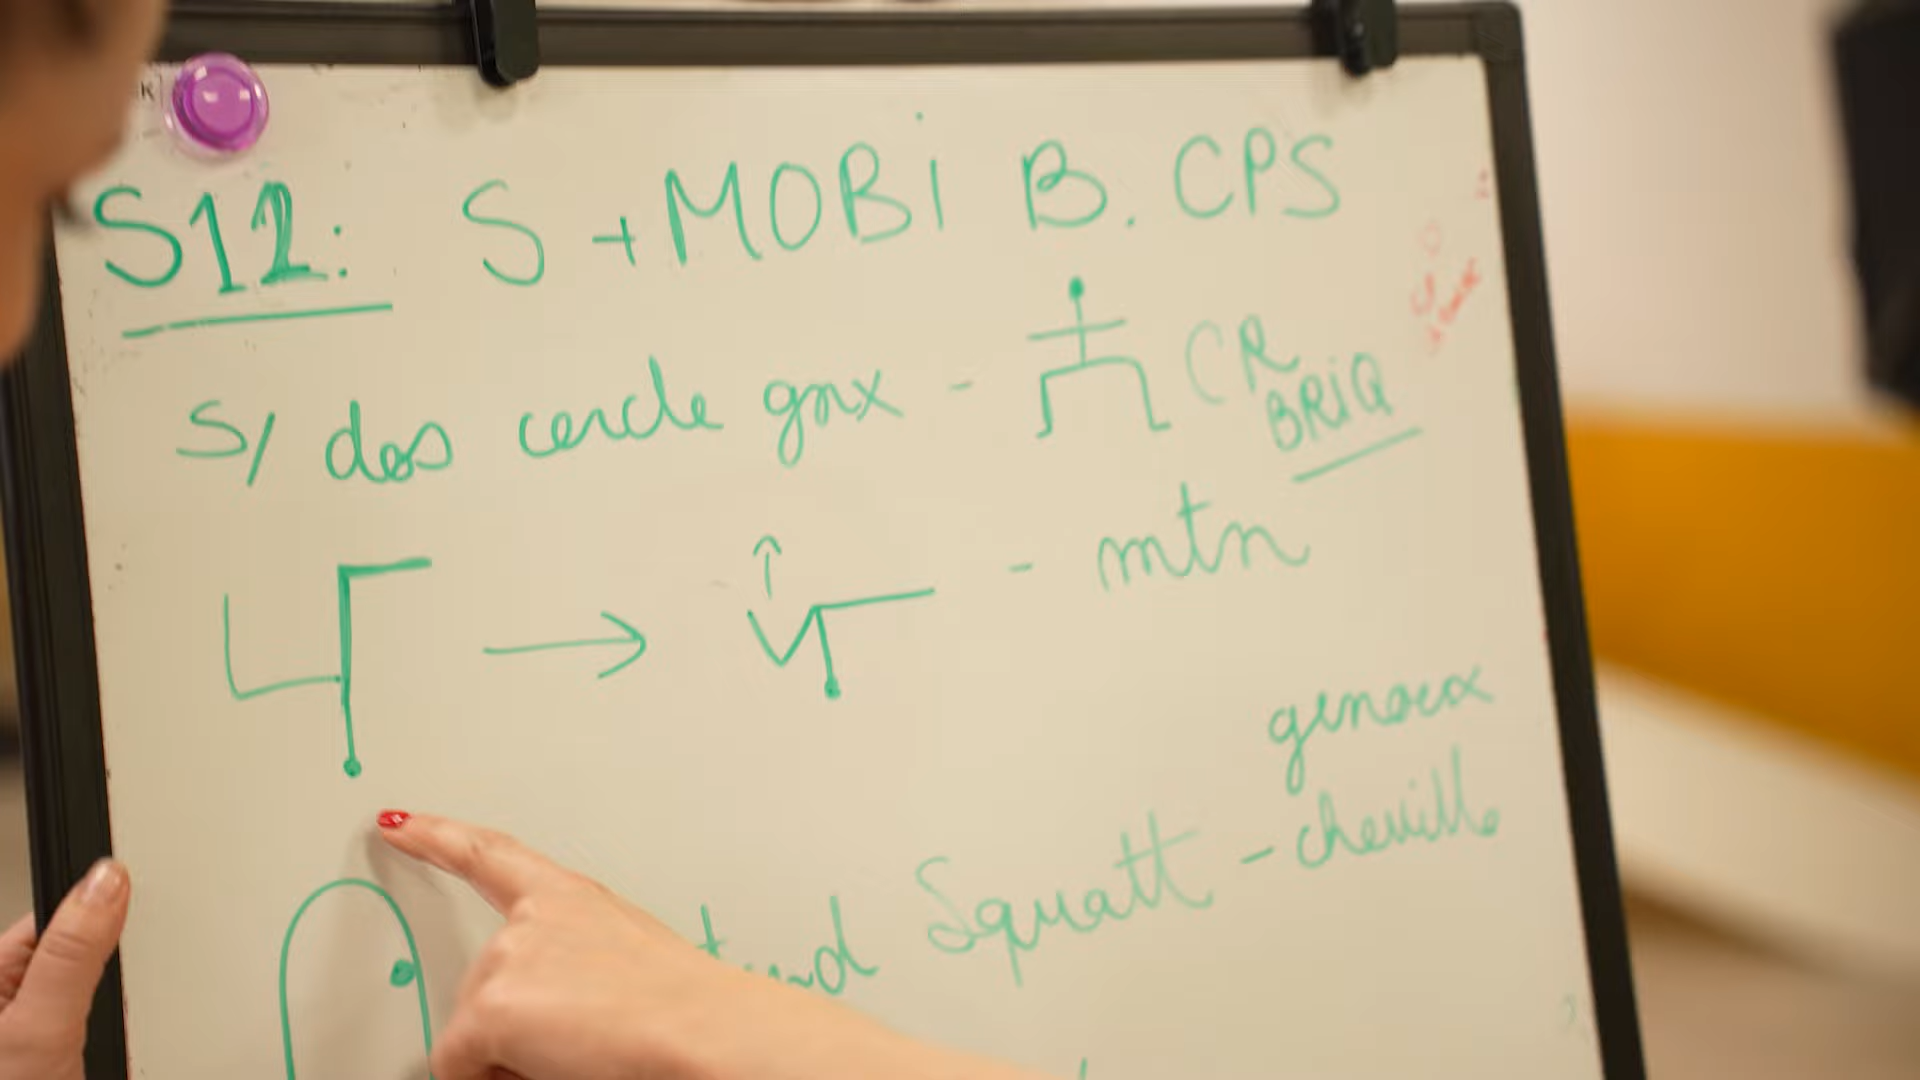 S12: S + MOBi B. CPS
S/ dos cercle gnx - CR
BRiQ
- mtn
genoux
Squatt - cheville